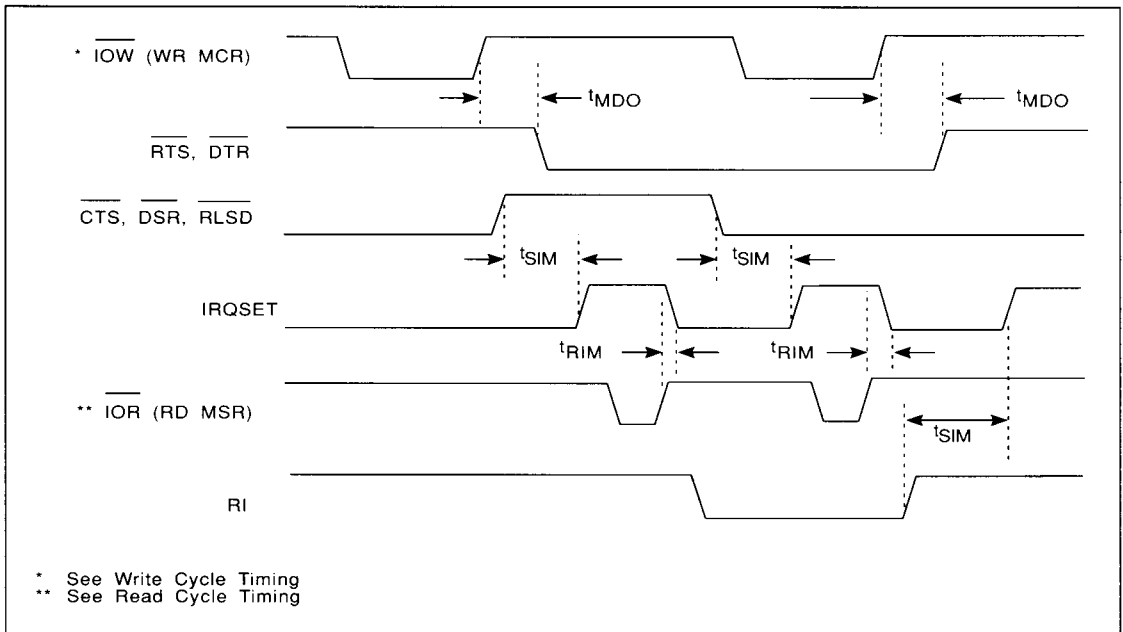 * IOW (WR MCR)
tMDO
tMDO
RTS, DTR
CTS, DSR, RLSD
tSIM
tSIM
IRQSET
tRIM
tRIM
** IOR (RD MSR)
tSIM
RI
* See Write Cycle Timing
** See Read Cycle Timing